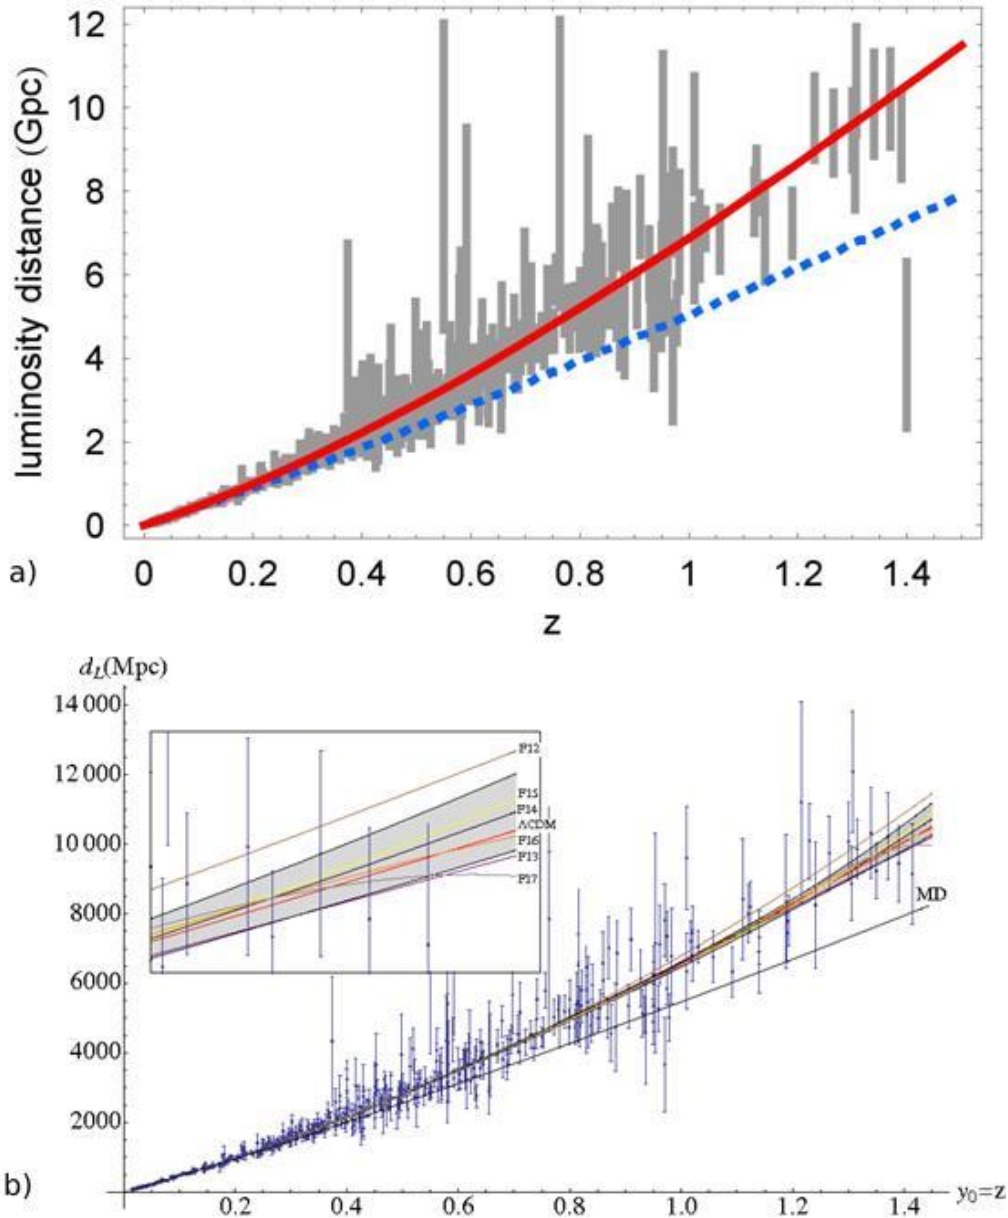 12
10
8
6
4
2
0
luminosity distance (Gpc)
a)
0 0.2 0.4 0.6 0.8 1 1.2 1.4
z
d_L(Mpc)
14 000
12 000
10 000
8000
6000
4000
2000
F12
F15
F14
ΛCDM
F16
F13
F17
MD
b)
0.2 0.4 0.6 0.8 1.0 1.2 1.4
y₀=z